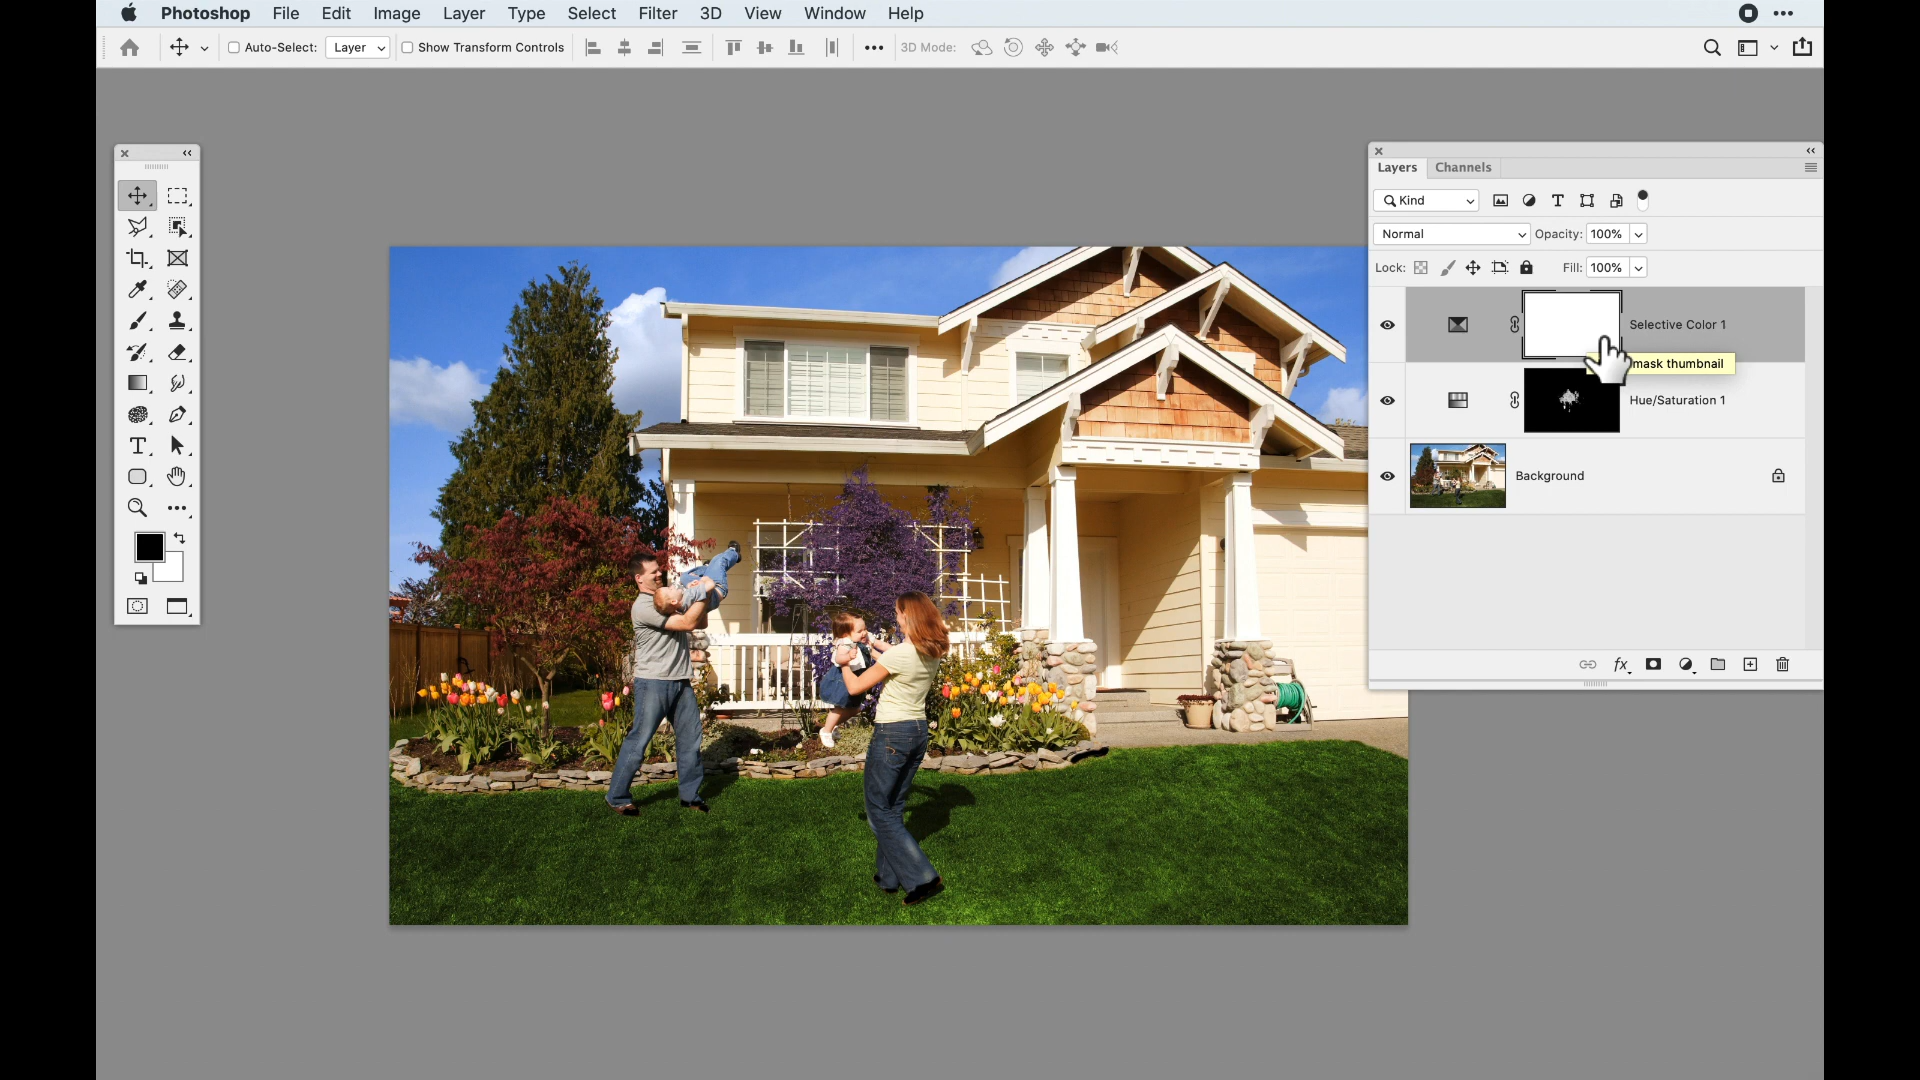 Photoshop File Edit Image Layer Type Select Filter 3D View Window Help
Auto-Select: Layer Show Transform Controls 3D Mode:
Layers Channels
Kind
Normal Opacity: 100%
Lock: Fill: 100%
Selective Color 1
mask thumbnail
Hue/Saturation 1
Background